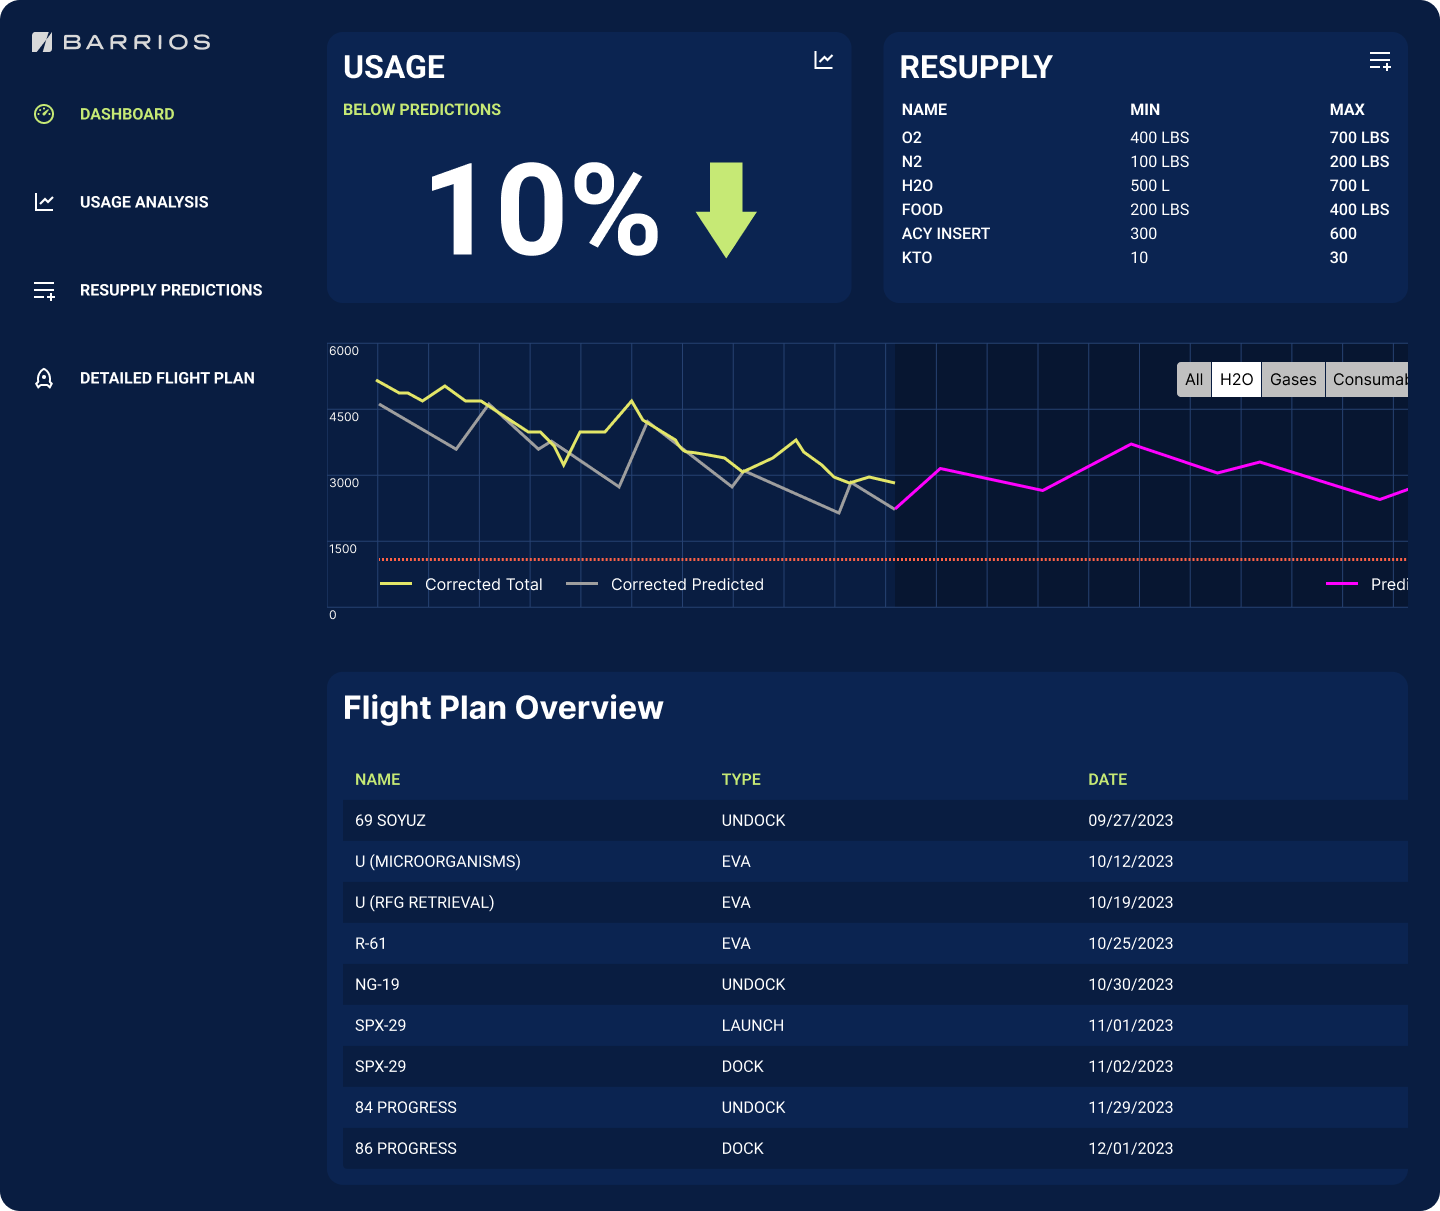 BARRIOS
DASHBOARD
USAGE ANALYSIS
RESUPPLY PREDICTIONS
DETAILED FLIGHT PLAN
USAGE
BELOW PREDICTIONS
10%
RESUPPLY
NAME MIN MAX
O2 400 LBS 700 LBS
N2 100 LBS 200 LBS
H2O 500 L 700 L
FOOD 200 LBS 400 LBS
ACY INSERT 300 600
KTO 10 30
6000
4500
3000
1500
0
All H2O Gases Consumab
Corrected Total Corrected Predicted Predi
Flight Plan Overview
NAME TYPE DATE
69 SOYUZ UNDOCK 09/27/2023
U (MICROORGANISMS) EVA 10/12/2023
U (RFG RETRIEVAL) EVA 10/19/2023
R-61 EVA 10/25/2023
NG-19 UNDOCK 10/30/2023
SPX-29 LAUNCH 11/01/2023
SPX-29 DOCK 11/02/2023
84 PROGRESS UNDOCK 11/29/2023
86 PROGRESS DOCK 12/01/2023